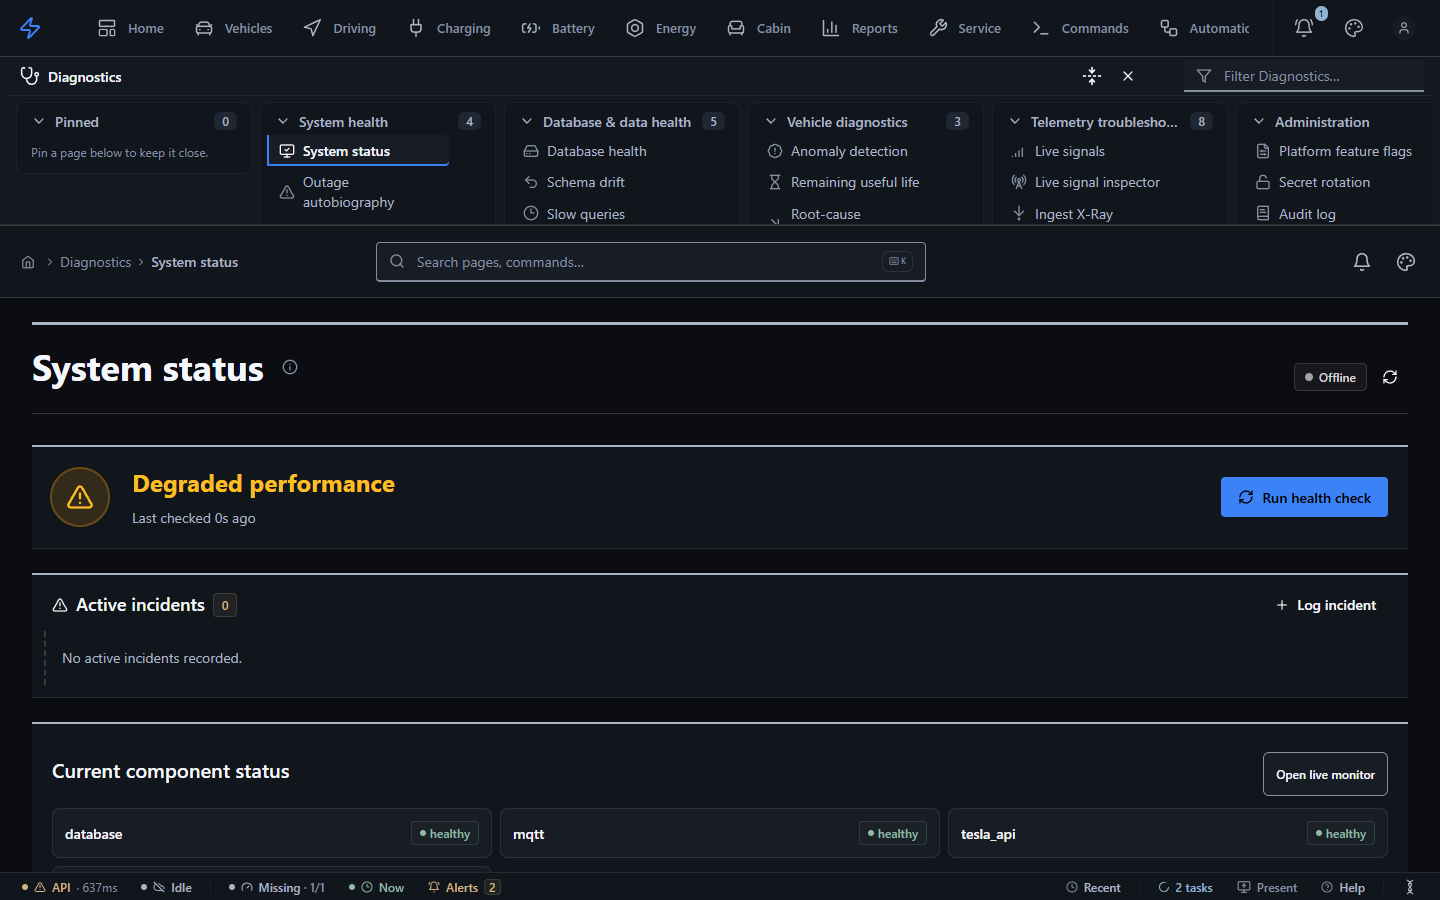 Home
Vehicles
Driving
Charging
Battery
Energy
Cabin
Reports
Service
Commands
Automatic
1
Diagnostics
Filter Diagnostics...
Pinned 0
Pin a page below to keep it close.
System health 4
System status
Outage
autobiography
Database & data health 5
Database health
Schema drift
Slow queries
Vehicle diagnostics 3
Anomaly detection
Remaining useful life
Root-cause
Telemetry troublesho... 8
Live signals
Live signal inspector
Ingest X-Ray
Administration
Platform feature flags
Secret rotation
Audit log
Diagnostics
System status
Search pages, commands...
K
System status
Offline
Degraded performance
Last checked 0s ago
Run health check
Active incidents 0
Log incident
No active incidents recorded.
Current component status
Open live monitor
database healthy
mqtt healthy
tesla_api healthy
API · 637ms
Idle
Missing · 1/1
Now
Alerts 2
Recent
2 tasks
Present
Help